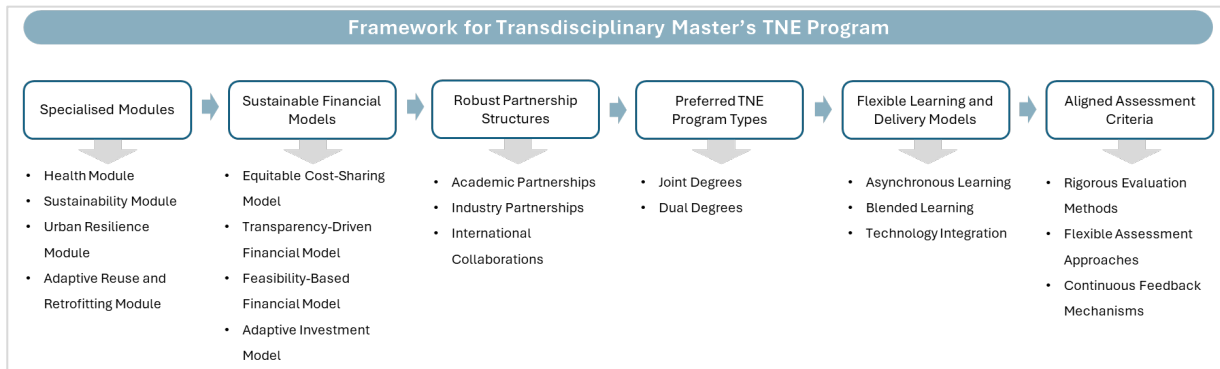 Framework for Transdisciplinary Master's TNE Program
Specialised Modules
• Health Module
• Sustainability Module
• Urban Resilience
Module
• Adaptive Reuse and
Retrofitting Module
Sustainable Financial
Models
• Equitable Cost-Sharing
Model
• Transparency-Driven
Financial Model
• Feasibility-Based
Financial Model
• Adaptive Investment
Model
Robust Partnership
Structures
• Academic Partnerships
• Industry Partnerships
• International
Collaborations
Preferred TNE
Program Types
• Joint Degrees
• Dual Degrees
Flexible Learning and
Delivery Models
• Asynchronous Learning
• Blended Learning
• Technology Integration
Aligned Assessment
Criteria
• Rigorous Evaluation
Methods
• Flexible Assessment
Approaches
• Continuous Feedback
Mechanisms